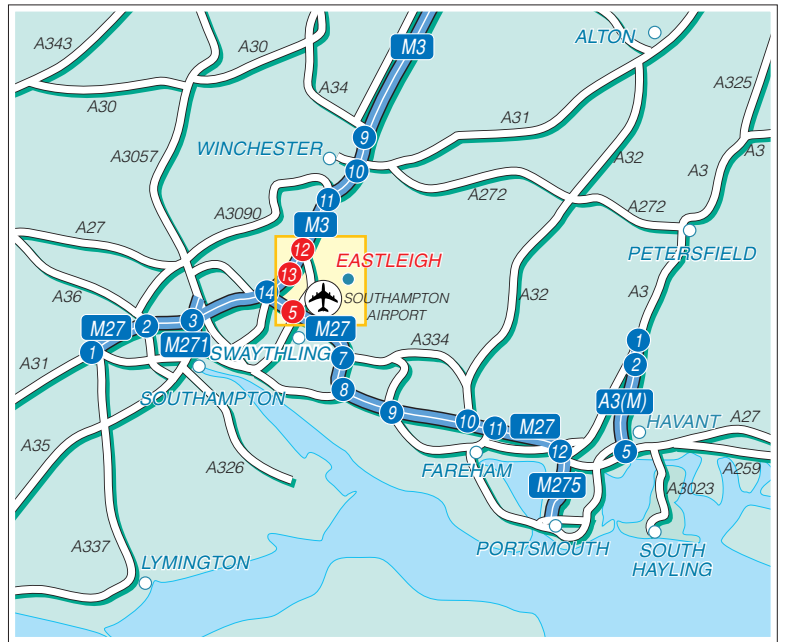 A343
A30
A34
M3
ALTON
A325
A30
A31
A3
A3057
WINCHESTER
9
A32
A3
10
A272
11
A3090
A272
M3
A27
12
EASTLEIGH
PETERSFIELD
13
A36
14
SOUTHAMPTON
AIRPORT
A32
A3
5
M27
2
3
M27
A334
1
M271
SWAYTHLING
1
7
2
A31
SOUTHAMPTON
8
A3(M)
9
10
11
M27
HAVANT
A27
A35
12
5
A326
FAREHAM
A259
M275
A3023
A337
PORTSMOUTH
SOUTH
HAYLING
LYMINGTON